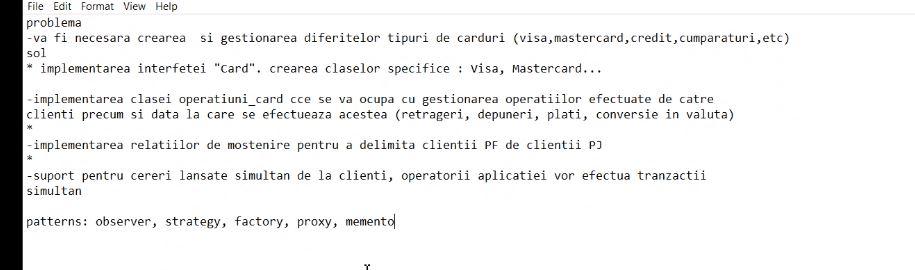 File Edit Format View Help
problema
-va fi necesara crearea  si gestionarea diferitelor tipuri de carduri (visa,mastercard,credit,cumparaturi,etc)
sol
* implementarea interfetei "Card". crearea claselor specifice : Visa, Mastercard...
-implementarea clasei operatiuni_card cce se va ocupa cu gestionarea operatiilor efectuate de catre
clienti precum si data la care se efectueaza acestea (retrageri, depuneri, plati, conversie in valuta)
*
-implementarea relatiilor de mostenire pentru a delimita clientii PF de clientii PJ
*
-suport pentru cereri lansate simultan de la clienti, operatorii aplicatiei vor efectua tranzactii
simultan
patterns: observer, strategy, factory, proxy, memento